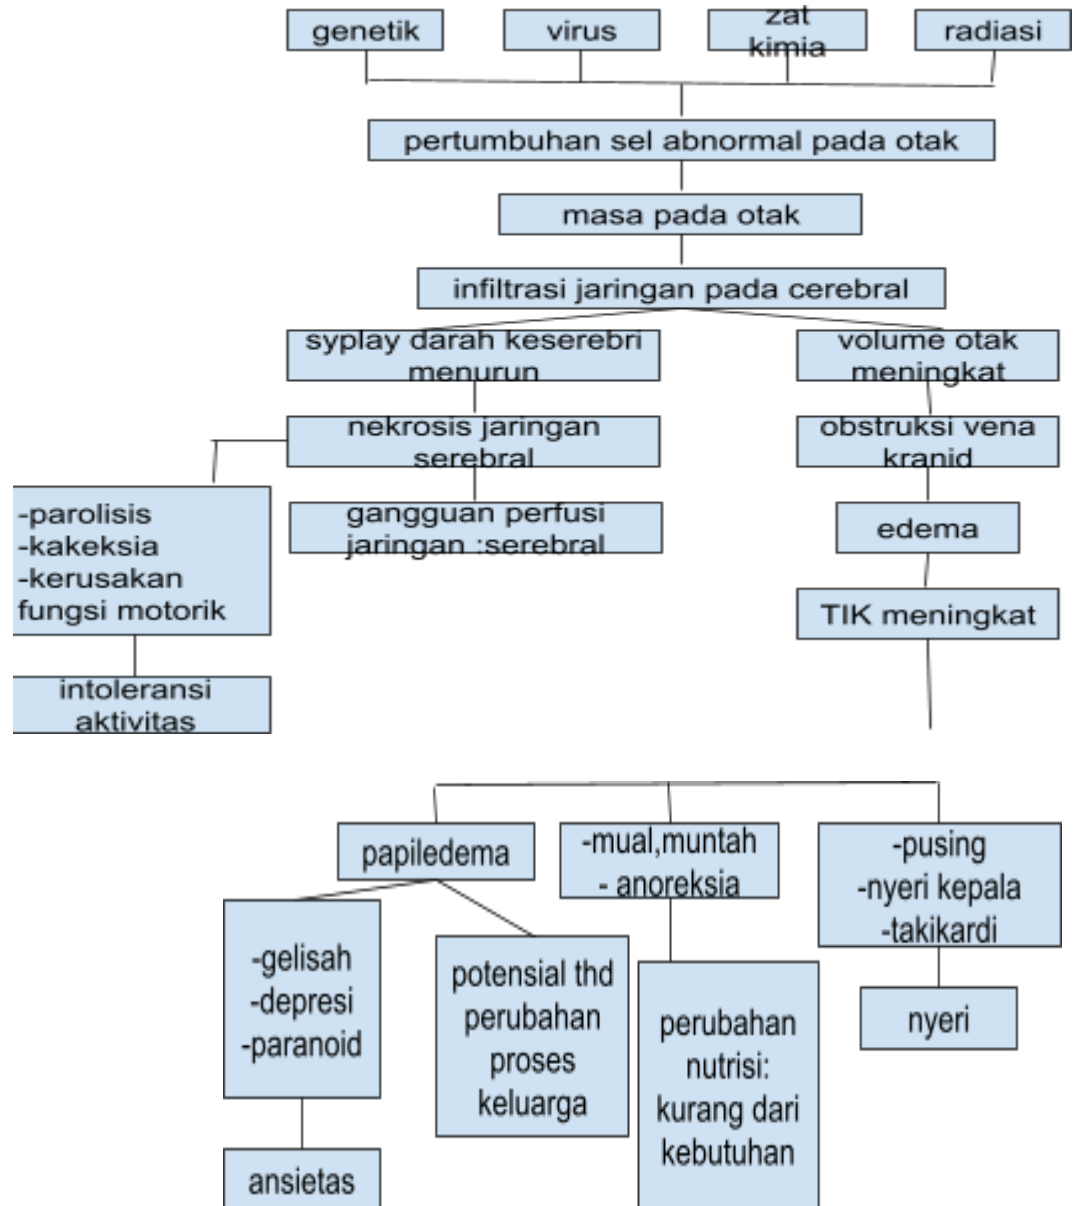 genetik
virus
zat
kimia
radiasi
pertumbuhan sel abnormal pada otak
masa pada otak
infiltrasi jaringan pada cerebral
syplay darah keserebri
menurun
volume otak
meningkat
nekrosis jaringan
serebral
obstruksi vena
kranid
-parolisis
-kakeksia
-kerusakan
fungsi motorik
gangguan perfusi
jaringan :serebral
edema
TIK meningkat
intoleransi
aktivitas
papiledema
-mual,muntah
- anoreksia
-pusing
-nyeri kepala
-takikardi
-gelisah
-depresi
-paranoid
potensial thd
perubahan
proses
keluarga
perubahan
nutrisi:
kurang dari
kebutuhan
nyeri
ansietas